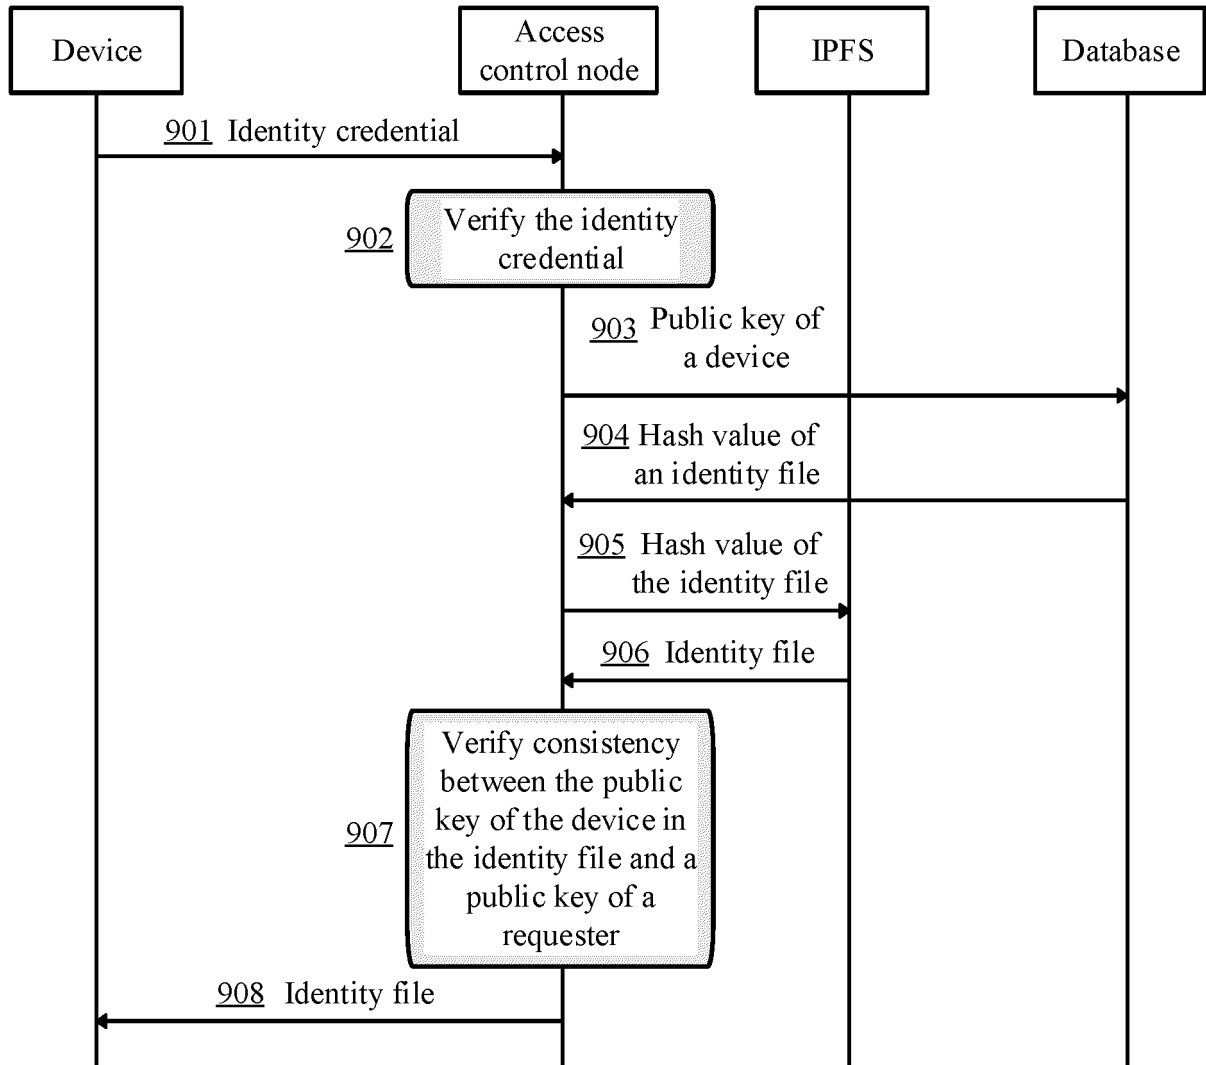 Device
Access
control node
IPFS
Database
901 Identity credential
902
Verify the identity
credential
903 Public key of
a device
904 Hash value of
an identity file
905 Hash value of
the identity file
906 Identity file
907
Verify consistency
between the public
key of the device in
the identity file and a
public key of a
requester
908 Identity file